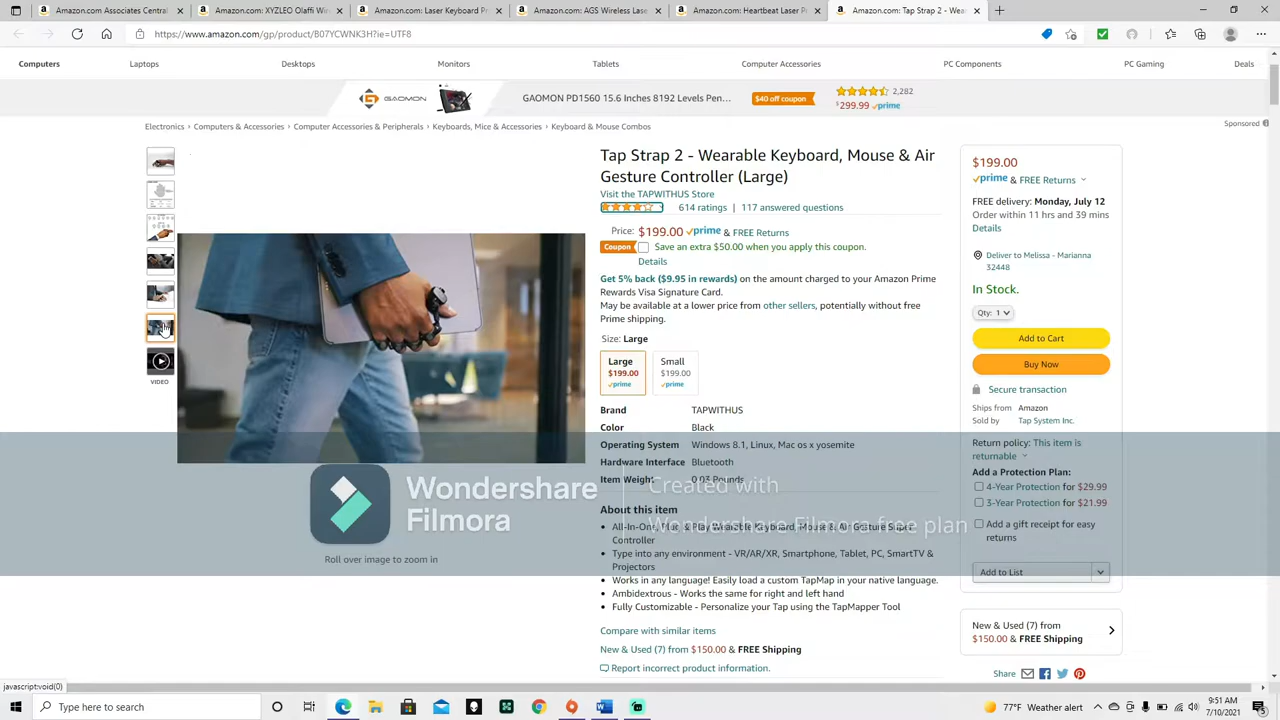 Amazon.com Associates Central
Amazon.com: XYZLEO Olaffi Wire
Amazon.com: Laser Keyboard Pr
Amazon.com: AGS Wireless Lase
Amazon.com: iHerbert Laser Pr
Amazon.com: Tap Strap 2 - Wea
https://www.amazon.com/gp/product/B07YCWNK3H?ie=UTF8
Computers Laptops Desktops Monitors Tablets Computer Accessories PC Components PC Gaming Deals
GAOMON GAOMON PD1560 15.6 Inches 8192 Levels Pen… $40 off coupon 2,282
$299.99 prime
Sponsored
Electronics › Computers & Accessories › Computer Accessories & Peripherals › Keyboards, Mice & Accessories › Keyboard & Mouse Combos
VIDEO
Roll over image to zoom in
Tap Strap 2 - Wearable Keyboard, Mouse & Air
Gesture Controller (Large)
Visit the TAPWITHUS Store
614 ratings | 117 answered questions
Price: $199.00 prime & FREE Returns
Coupon Save an extra $50.00 when you apply this coupon.
Details
Get 5% back ($9.95 in rewards) on the amount charged to your Amazon Prime
Rewards Visa Signature Card.
May be available at a lower price from other sellers, potentially without free
Prime shipping.
Size: Large
Large Small
$199.00 $199.00
prime prime
Brand TAPWITHUS
Color Black
Operating System Windows 8.1, Linux, Mac os x yosemite
Hardware Interface Bluetooth
Item Weight 0.03 Pounds
About this item
• All-In-One, Plug & Play Wearable Keyboard, Mouse & Air Gesture Super
Controller
• Type into any environment - VR/AR/XR, Smartphone, Tablet, PC, SmartTV &
Projectors
• Works in any language! Easily load a custom TapMap in your native language.
• Ambidextrous - Works the same for right and left hand
• Fully Customizable - Personalize your Tap using the TapMapper Tool
Compare with similar items
New & Used (7) from $150.00 & FREE Shipping
Report incorrect product information.
$199.00
prime & FREE Returns
FREE delivery: Monday, July 12
Order within 11 hrs and 39 mins
Details
Deliver to Melissa - Marianna
32448
In Stock.
Qty: 1
Add to Cart
Buy Now
Secure transaction
Ships from Amazon
Sold by Tap System Inc.
Return policy: This item is
returnable
Add a Protection Plan:
4-Year Protection for $29.99
3-Year Protection for $21.99
Add a gift receipt for easy
returns
Add to List
New & Used (7) from
$150.00 & FREE Shipping
Share
Wondershare
Filmora
Created with
Wondershare Filmora free plan
javascript:void(0)
Type here to search
77°F Weather alert
9:51 AM
7/10/2021
5